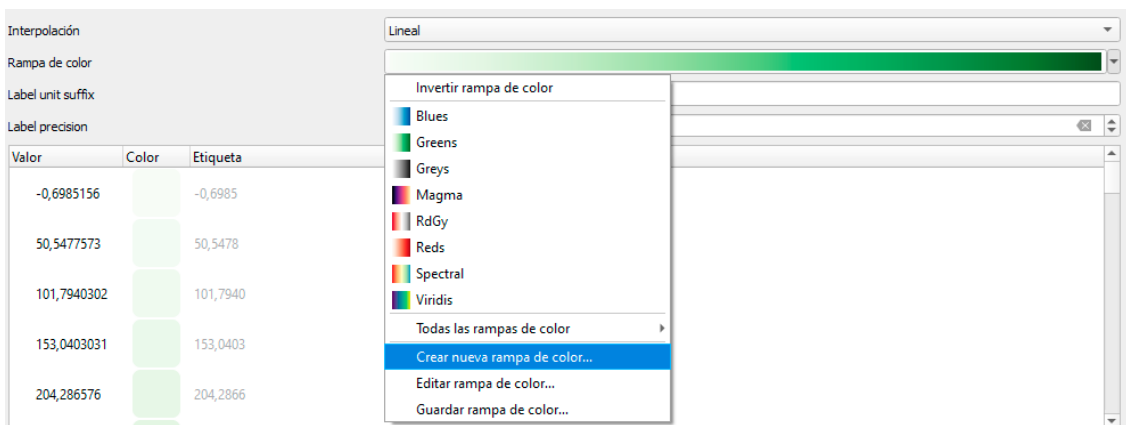 Interpolación Lineal
Rampa de color
Label unit suffix
Label precision
Invertir rampa de color
Blues
Greens
Greys
Magma
RdGy
Reds
Spectral
Viridis
Todas las rampas de color
Crear nueva rampa de color...
Editar rampa de color...
Guardar rampa de color...
Valor Color Etiqueta
-0,6985156 -0,6985
50,5477573 50,5478
101,7940302 101,7940
153,0403031 153,0403
204,286576 204,2866